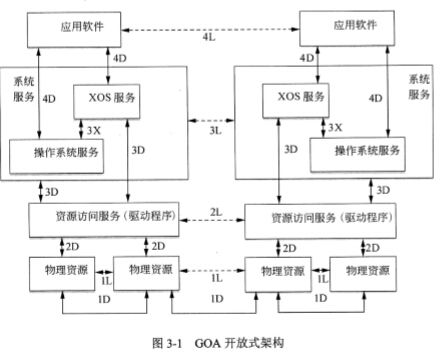 应用软件
应用软件
4L
4D
4D
4D
4D
系统
服务
XOS 服务
系统
服务
XOS 服务
3X
3X
3L
3D
3D
操作系统服务
操作系统服务
3D
3D
资源访问服务（驱动程序）
2L
资源访问服务（驱动程序）
2D
2D
2D
2D
物理资源
1L
物理资源
1L
物理资源
1L
物理资源
1D
1D
1D
图 3-1 GOA 开放式架构